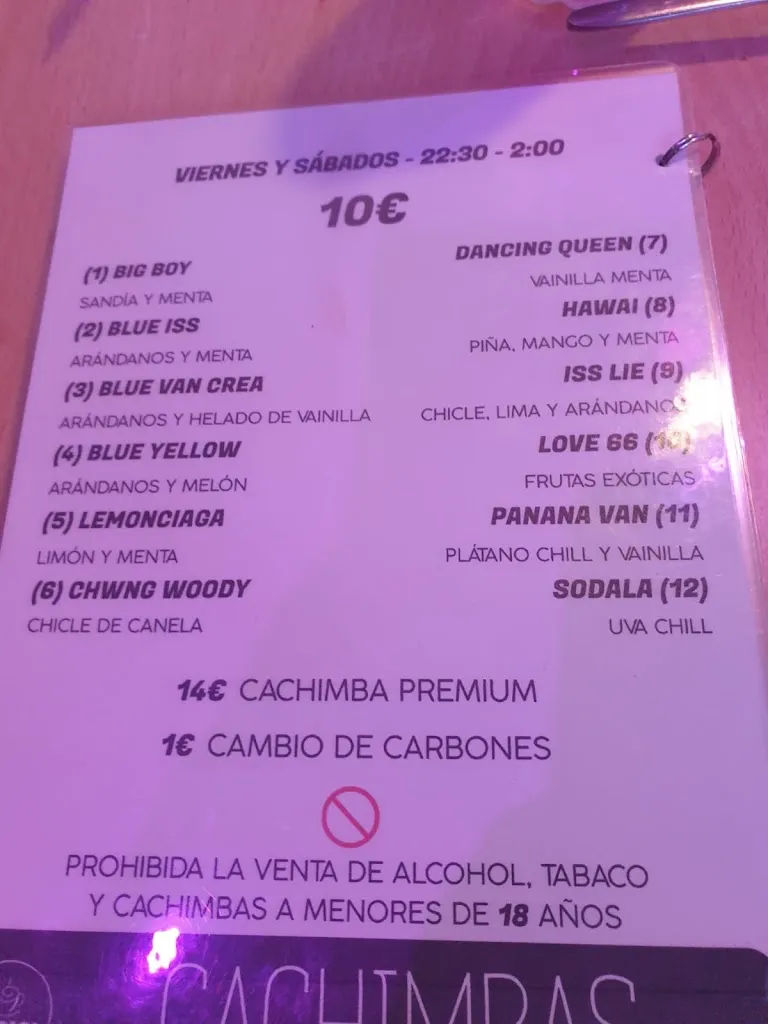 VIERNES Y SÁBADOS - 22:30 - 2:00
10€
(1) BIG BOY
SANDÍA Y MENTA
(2) BLUE ISS
ARÁNDANOS Y MENTA
(3) BLUE VAN CREA
ARÁNDANOS Y HELADO DE VAINILLA
(4) BLUE YELLOW
ARÁNDANOS Y MELÓN
(5) LEMONCIAGA
LIMÓN Y MENTA
(6) CHWNG WOODY
CHICLE DE CANELA
DANCING QUEEN (7)
VAINILLA MENTA
HAWAI (8)
PIÑA, MANGO Y MENTA
ISS LIE (9)
CHICLE, LIMA Y ARÁNDANOS
LOVE 66 (10)
FRUTAS EXÓTICAS
PANANA VAN (11)
PLÁTANO CHILL Y VAINILLA
SODALA (12)
UVA CHILL
14€ CACHIMBA PREMIUM
1€ CAMBIO DE CARBONES
PROHIBIDA LA VENTA DE ALCOHOL, TABACO
Y CACHIMBAS A MENORES DE 18 AÑOS
CACHIMBAS